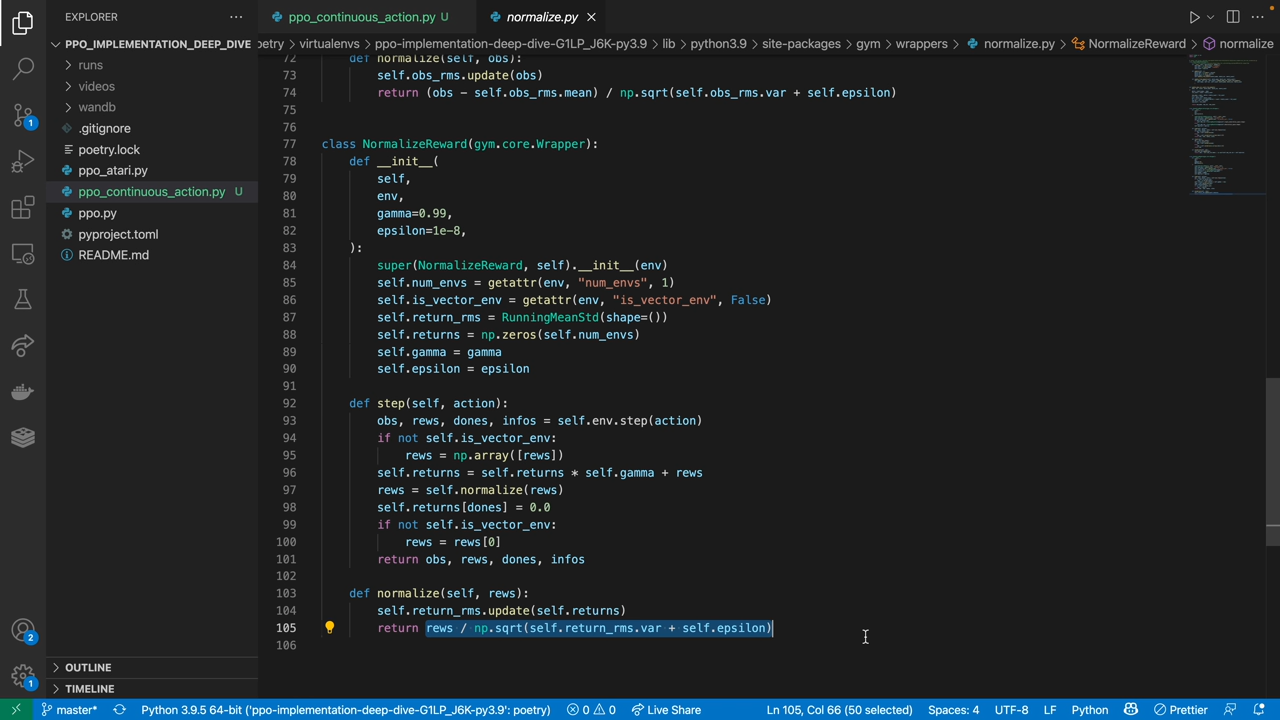 EXPLORER
PPO_IMPLEMENTATION_DEEP_DIVE
runs
videos
wandb
.gitignore
poetry.lock
ppo_atari.py
ppo_continuous_action.py U
ppo.py
pyproject.toml
README.md
OUTLINE
TIMELINE
1
2
1
ppo_continuous_action.py U
normalize.py
oetry > virtualenvs > ppo-implementation-deep-dive-G1LP_J6K-py3.9 > lib > python3.9 > site-packages > gym > wrappers > normalize.py > NormalizeReward > normalize
72 def normalize(self, obs):
73 self.obs_rms.update(obs)
74 return (obs - self.obs_rms.mean) / np.sqrt(self.obs_rms.var + self.epsilon)
75
76
77 class NormalizeReward(gym.core.Wrapper):
78 def __init__(
79 self,
80 env,
81 gamma=0.99,
82 epsilon=1e-8,
83 ):
84 super(NormalizeReward, self).__init__(env)
85 self.num_envs = getattr(env, "num_envs", 1)
86 self.is_vector_env = getattr(env, "is_vector_env", False)
87 self.return_rms = RunningMeanStd(shape=())
88 self.returns = np.zeros(self.num_envs)
89 self.gamma = gamma
90 self.epsilon = epsilon
91
92 def step(self, action):
93 obs, rews, dones, infos = self.env.step(action)
94 if not self.is_vector_env:
95 rews = np.array([rews])
96 self.returns = self.returns * self.gamma + rews
97 rews = self.normalize(rews)
98 self.returns[dones] = 0.0
99 if not self.is_vector_env:
100 rews = rews[0]
101 return obs, rews, dones, infos
102
103 def normalize(self, rews):
104 self.return_rms.update(self.returns)
105 return rews / np.sqrt(self.return_rms.var + self.epsilon)
106
master* Python 3.9.5 64-bit ('ppo-implementation-deep-dive-G1LP_J6K-py3.9': poetry) 0 0 Live Share Ln 105, Col 66 (50 selected) Spaces: 4 UTF-8 LF Python Prettier